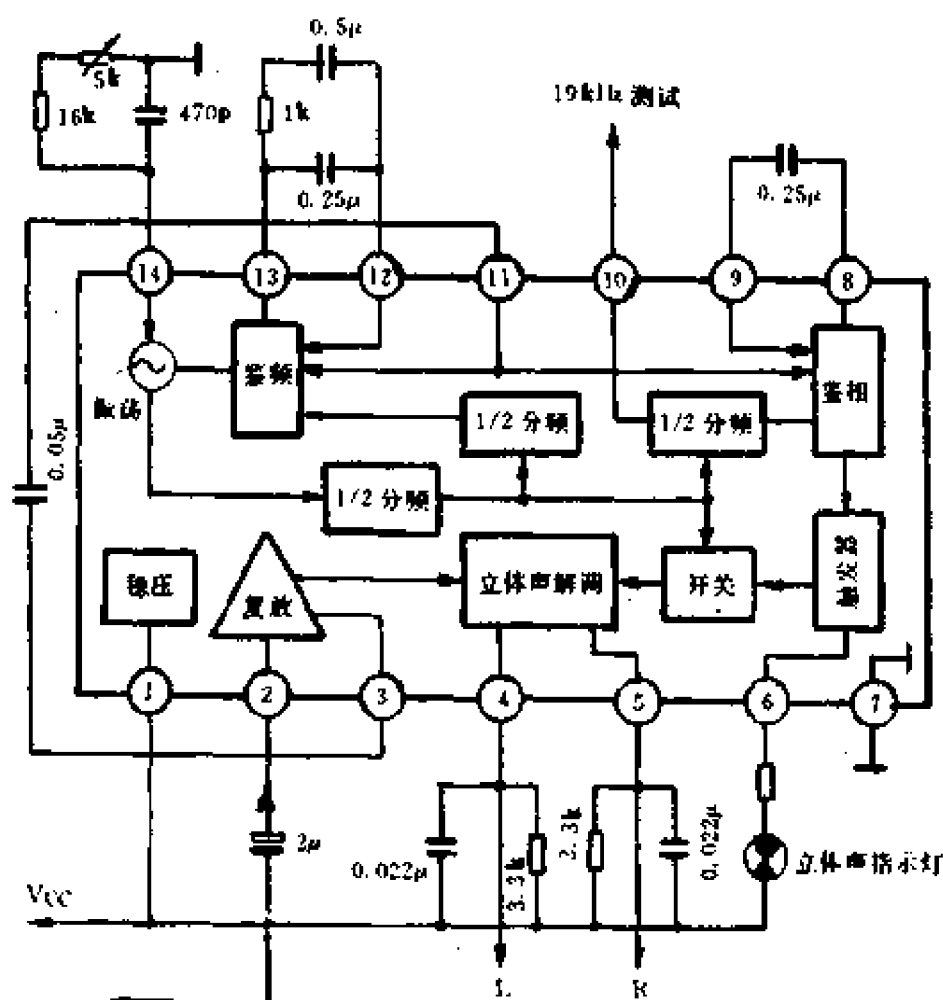 0.5μ
5k
16k
470p
1k
0.25μ
19kHz 测试
0.25μ
14
13
12
11
10
9
8
振荡
鉴频
1/2 分频
1/2 分频
鉴相
0.05μ
1/2 分频
稳压
复放
立体声解调
开关
触发器
1
2
3
4
5
6
7
2μ
0.022μ
3.3k
3.3k
0.022μ
立体声指示灯
Vcc
L
R